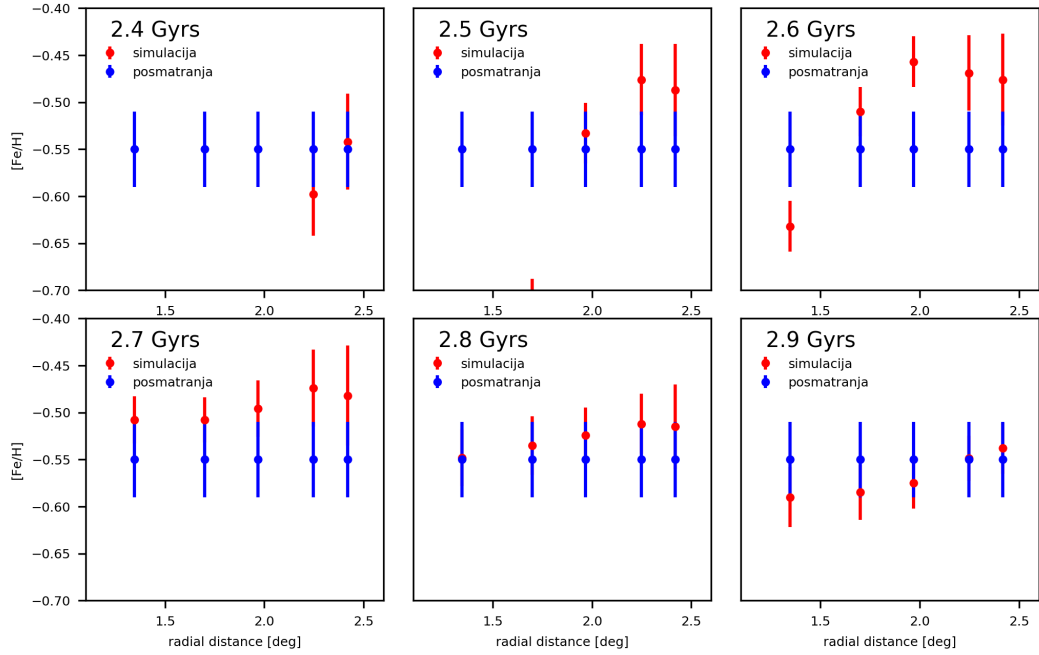 2.4 Gyrs
simulacija
posmatranja
−0.40
−0.45
−0.50
−0.55
−0.60
−0.65
−0.70
[Fe/H]
1.5 2.0 2.5
2.5 Gyrs
simulacija
posmatranja
1.5 2.0 2.5
2.6 Gyrs
simulacija
posmatranja
1.5 2.0 2.5
2.7 Gyrs
simulacija
posmatranja
−0.40
−0.45
−0.50
−0.55
−0.60
−0.65
−0.70
[Fe/H]
1.5 2.0 2.5
radial distance [deg]
2.8 Gyrs
simulacija
posmatranja
1.5 2.0 2.5
radial distance [deg]
2.9 Gyrs
simulacija
posmatranja
1.5 2.0 2.5
radial distance [deg]